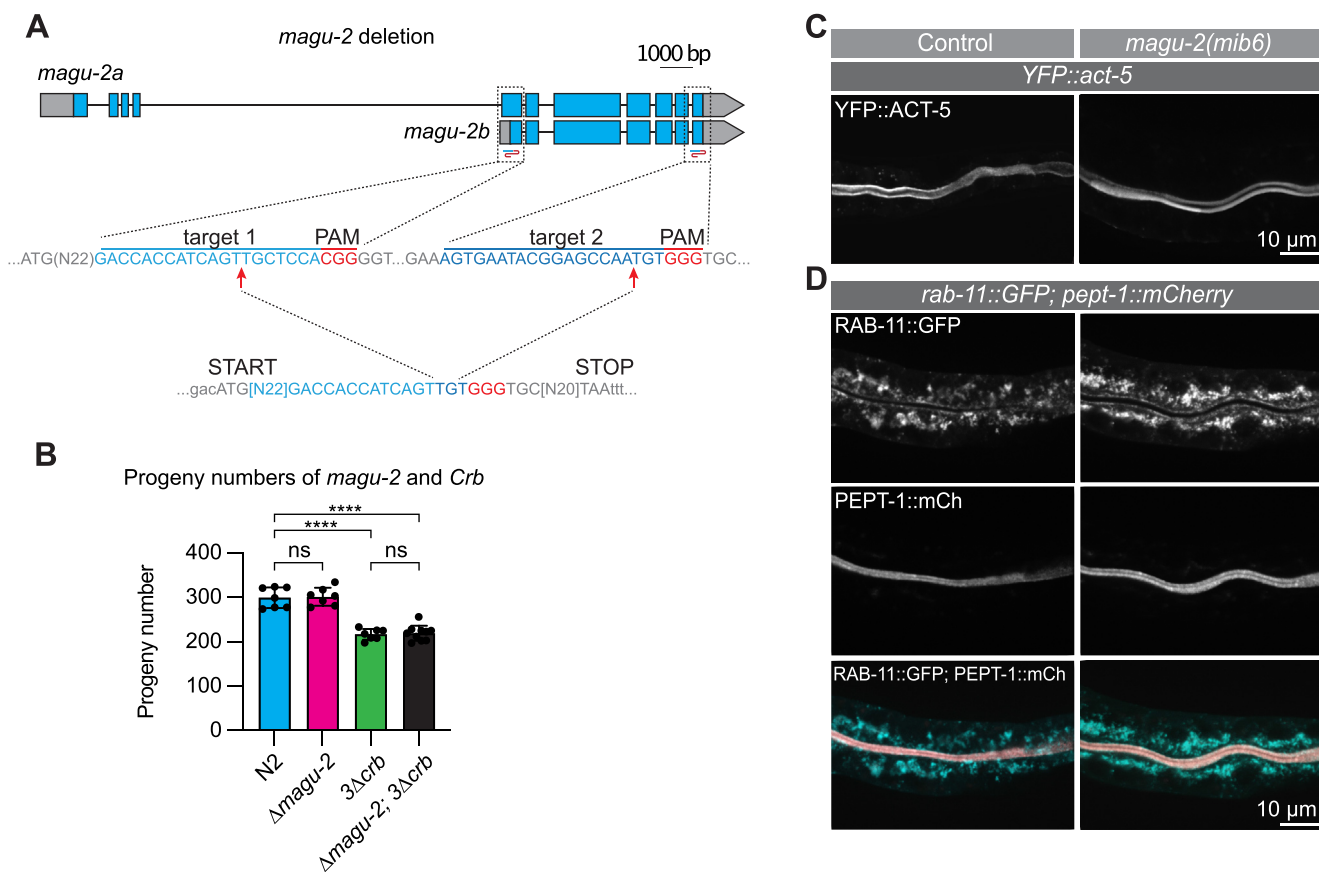 A
magu-2 deletion
1000 bp
magu-2a
magu-2b
target 1
PAM
target 2
PAM
...ATG(N22)GACCACCATCAGTTGCTCCACGGGGT...GAAAGTGAATACGGAGCCAATGTGGGTGC...
START
STOP
...gacATG[N22]GACCACCATCAGTTGTGGGTGC[N20]TAAttt...
B
Progeny numbers of magu-2 and Crb
****
****
ns
ns
Progeny number
400
300
200
100
0
N2
Δmagu-2
3Δcrb
Δmagu-2; 3Δcrb
C
Control
magu-2(mib6)
YFP::act-5
YFP::ACT-5
10 µm
D
rab-11::GFP; pept-1::mCherry
RAB-11::GFP
PEPT-1::mCh
RAB-11::GFP; PEPT-1::mCh
10 µm